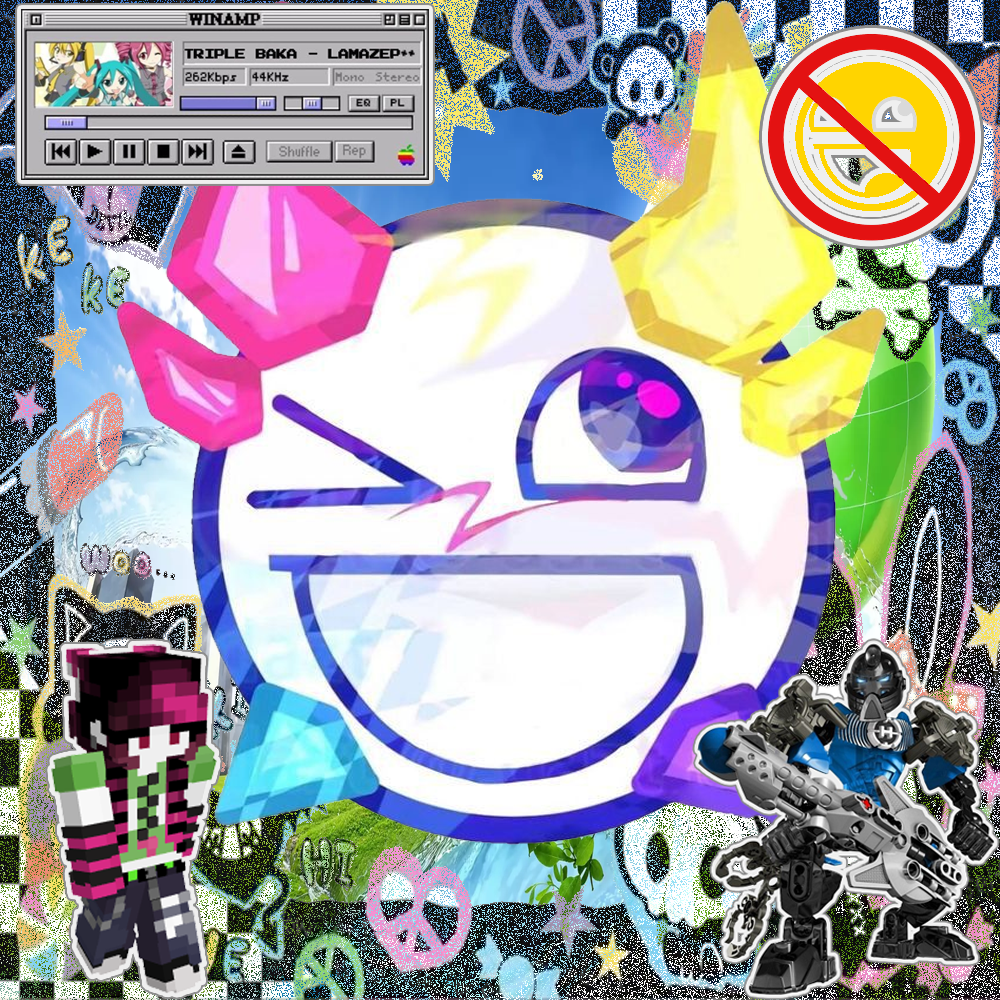 WINAMP
TRIPLE BAKA - LAMAZEP**
262Kbps 44KHz Mono Stereo
EQ PL
Shuffle Rep
KE
KE
WOO...
HI
H